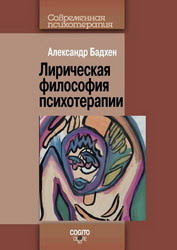 Современная
психотерапия
Александр Бадхен
Лирическая
философия
психотерапии
COGITO